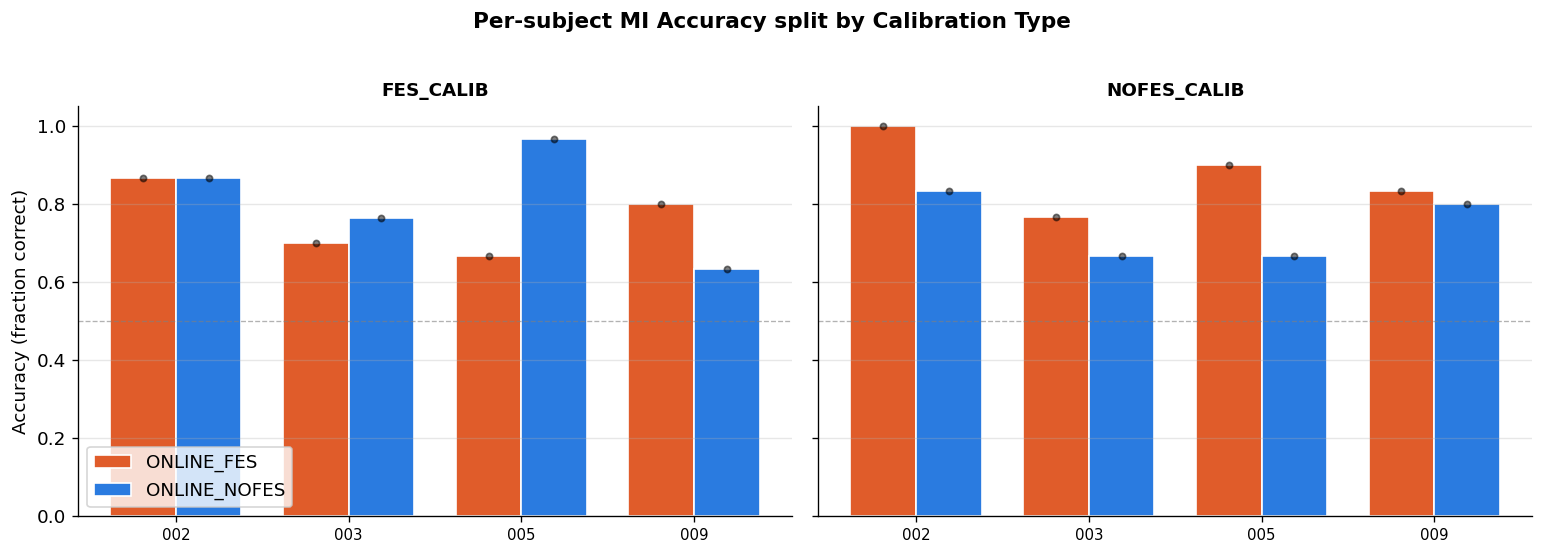 Per-subject MI Accuracy split by Calibration Type
FES_CALIB
NOFES_CALIB
Accuracy (fraction correct)
1.0
0.8
0.6
0.4
0.2
0.0
ONLINE_FES
ONLINE_NOFES
002 003 005 009
002 003 005 009